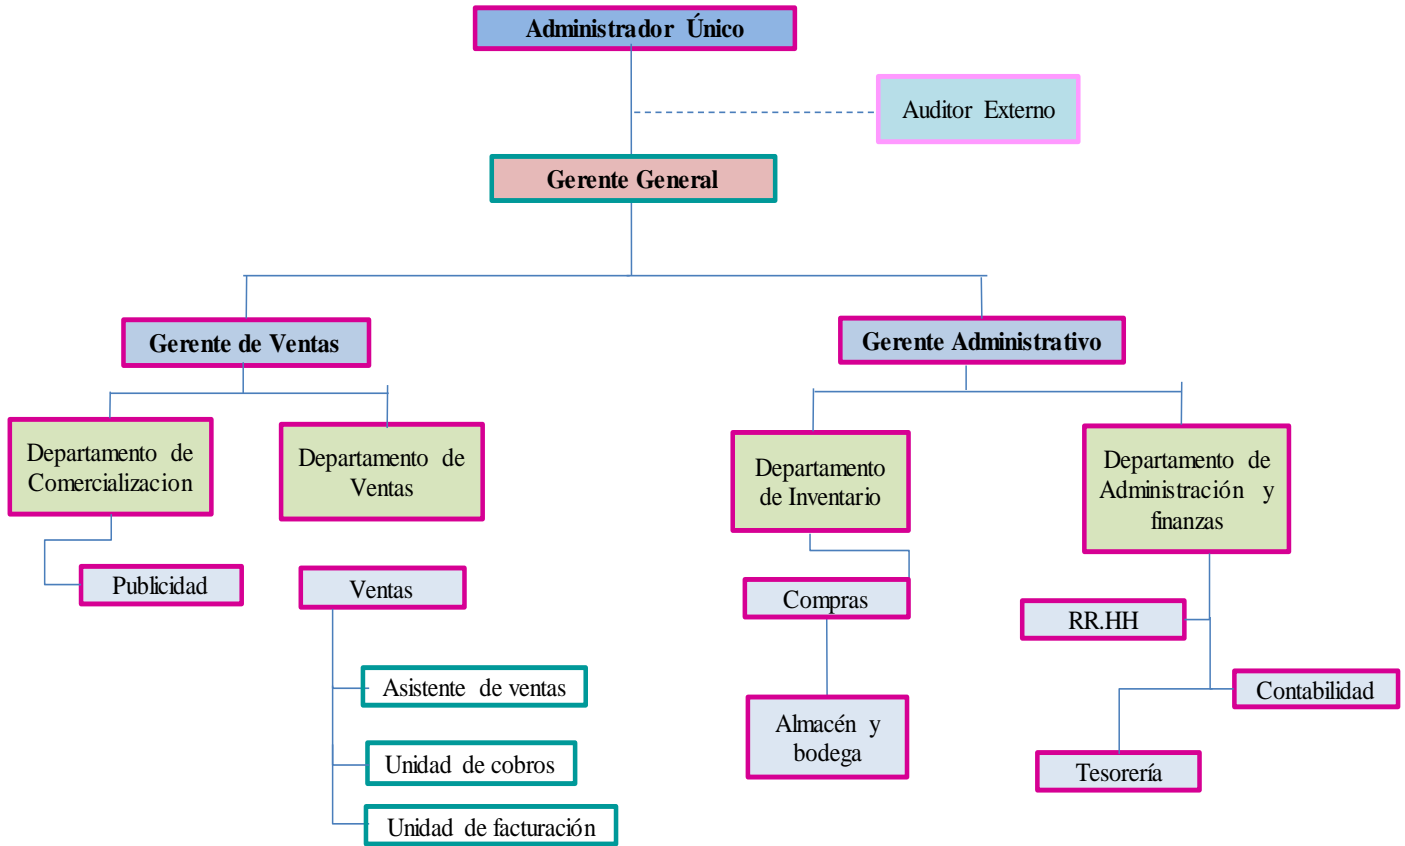 Administrador Único
Auditor Externo
Gerente General
Gerente de Ventas
Gerente Administrativo
Departamento de
Comercializacion
Departamento de
Ventas
Departamento
de Inventario
Departamento de
Administración y
finanzas
Publicidad
Ventas
Compras
RR.HH
Asistente de ventas
Contabilidad
Almacén y
bodega
Unidad de cobros
Tesorería
Unidad de facturación